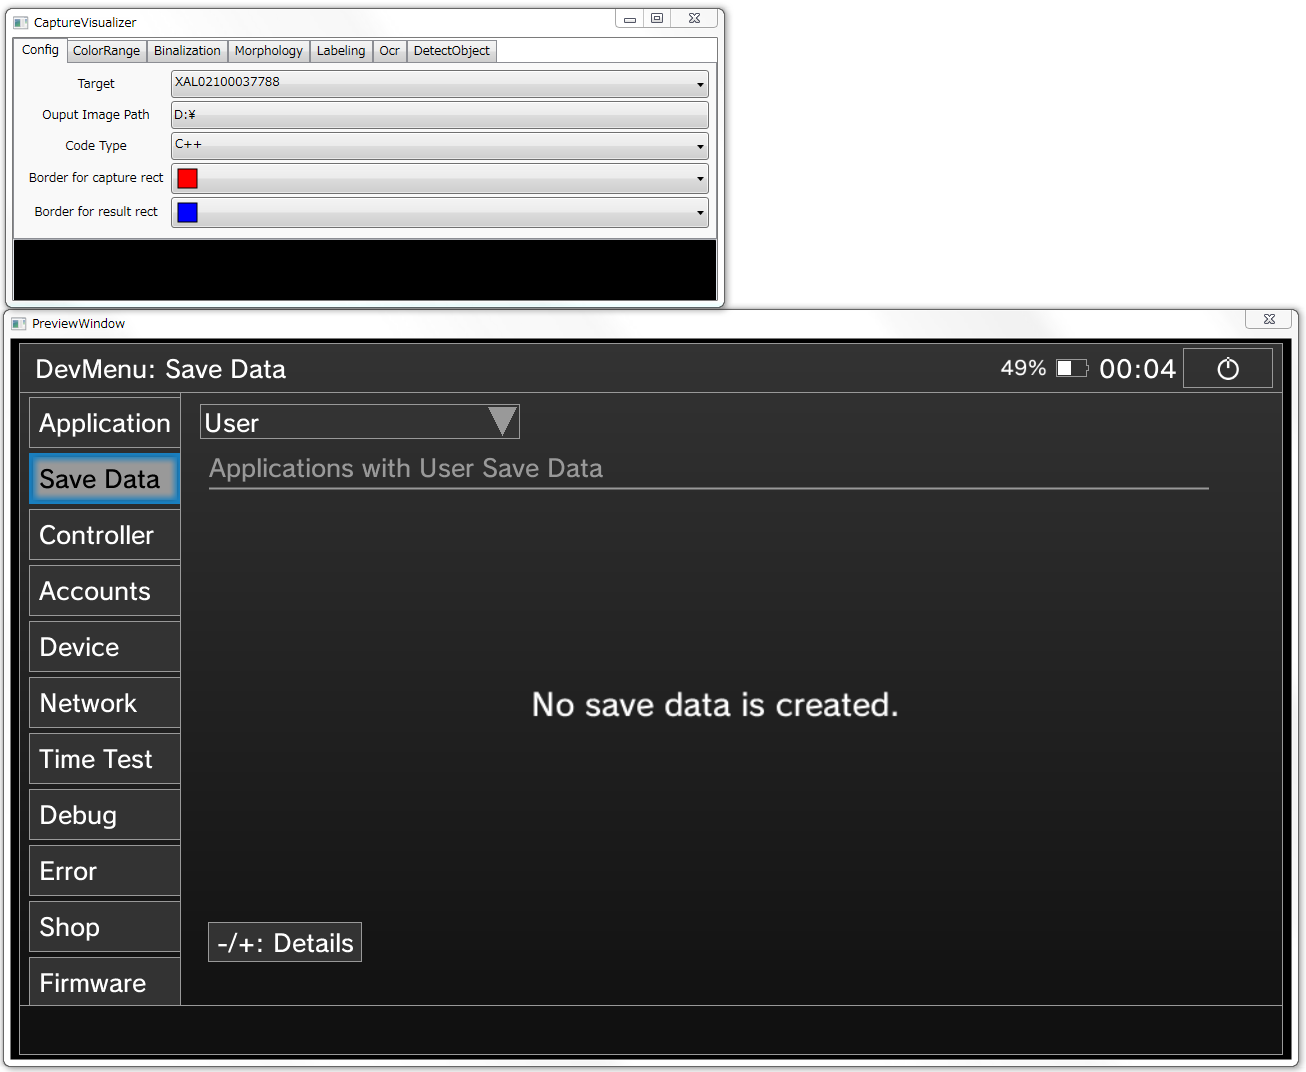 CaptureVisualizer
Config ColorRange Binalization Morphology Labeling Ocr DetectObject
Target XAL02100037788
Ouput Image Path D:¥
Code Type C++
Border for capture rect
Border for result rect
PreviewWindow
DevMenu: Save Data 49% 00:04
Application
Save Data
Controller
Accounts
Device
Network
Time Test
Debug
Error
Shop
Firmware
User
Applications with User Save Data
No save data is created.
-/+: Details